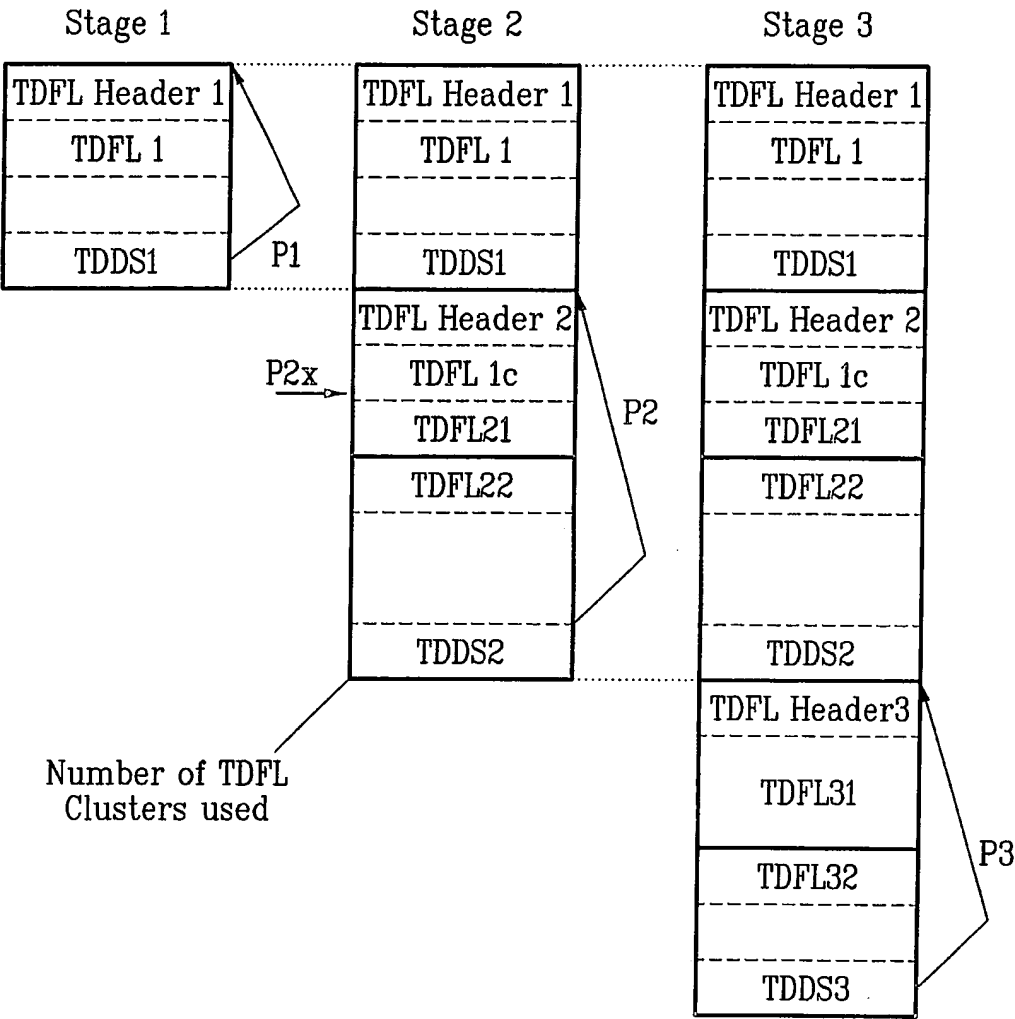 Stage 1
TDFL Header 1
TDFL 1
TDDS1
P1
Stage 2
TDFL Header 1
TDFL 1
TDDS1
TDFL Header 2
P2x
TDFL 1c
TDFL21
P2
TDFL22
TDDS2
Number of TDFL
Clusters used
Stage 3
TDFL Header 1
TDFL 1
TDDS1
TDFL Header 2
TDFL 1c
TDFL21
TDFL22
TDDS2
TDFL Header3
TDFL31
P3
TDFL32
TDDS3